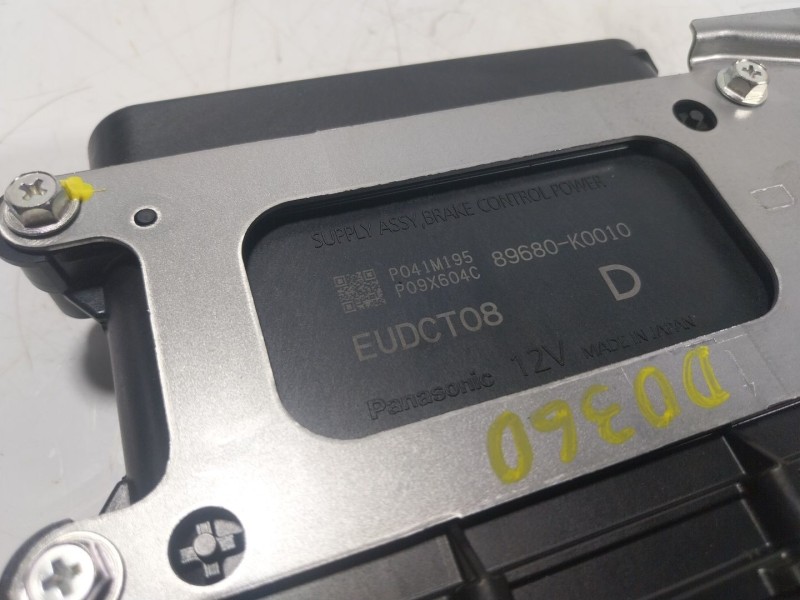 SUPPLY ASSY,BRAKE CONTROL POWER
P041M195
P09X604C
89680-K0010
EUDCT08
D
Panasonic 12V MADE IN JAPAN
D0360